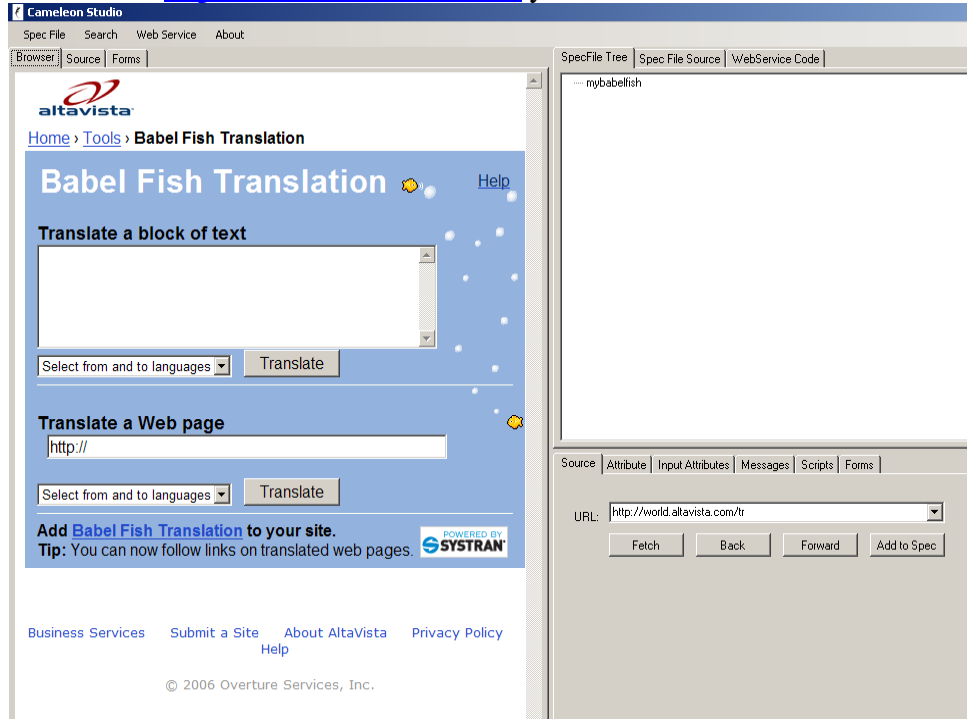 Cameleon Studio
Spec File Search Web Service About
Browser Source Forms
altavista
Home › Tools › Babel Fish Translation
Babel Fish Translation Help
Translate a block of text
Select from and to languages Translate
Translate a Web page
http://
Select from and to languages Translate
Add Babel Fish Translation to your site.
Tip: You can now follow links on translated web pages.
POWERED BY
SYSTRAN
Business Services Submit a Site About AltaVista Privacy Policy
Help
© 2006 Overture Services, Inc.
SpecFile Tree Spec File Source WebService Code
mybabelfish
Source Attribute Input Attributes Messages Scripts Forms
URL: http://world.altavista.com/tr
Fetch Back Forward Add to Spec